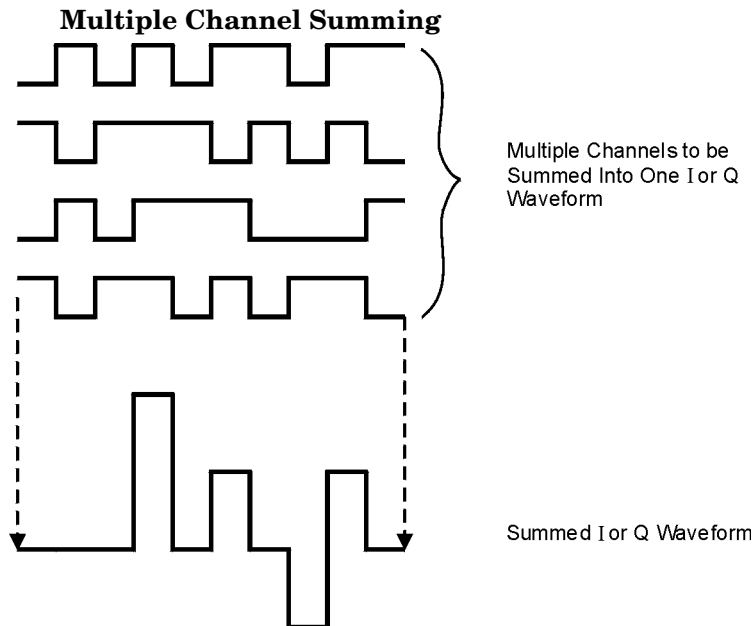 Multiple Channel Summing
Multiple Channels to be
Summed Into One I or Q
Waveform
Summed I or Q Waveform